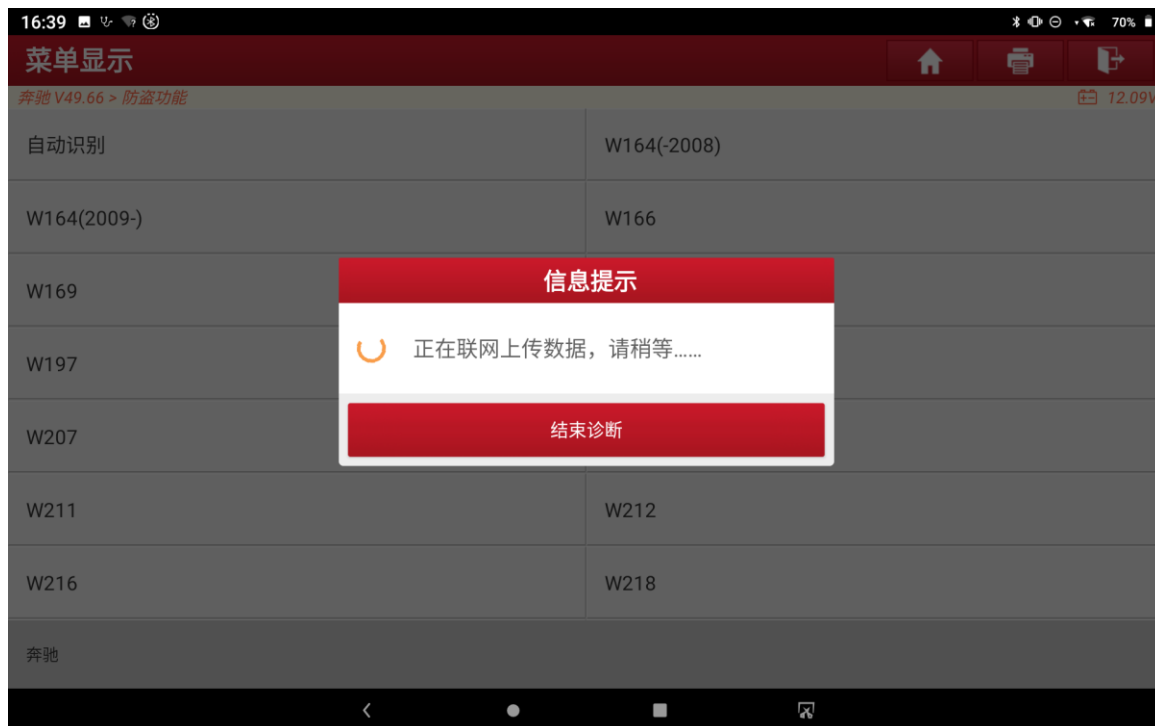 16:39
70%
菜单显示
奔驰 V49.66 > 防盗功能
12.09V
自动识别
W164(-2008)
W164(2009-)
W166
信息提示
W169
正在联网上传数据，请稍等......
W197
结束诊断
W207
W211
W212
W216
W218
奔驰